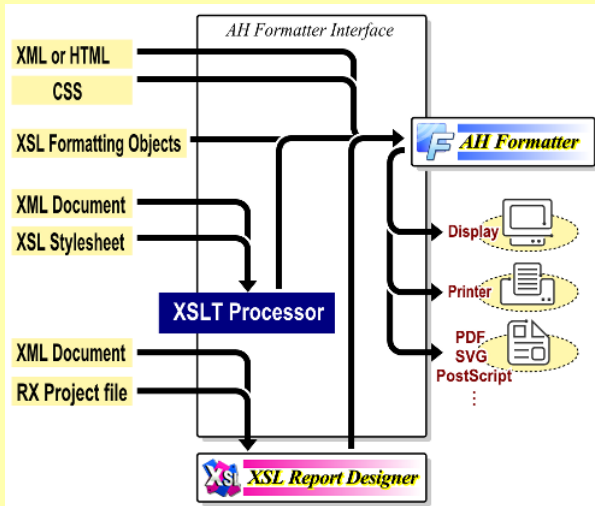 AH Formatter Interface
XML or HTML
CSS
XSL Formatting Objects
F AH Formatter
XML Document
XSL Stylesheet
Display
XSLT Processor
Printer
XML Document
RX Project file
PDF
SVG
PostScript
⋮
XSL XSL Report Designer